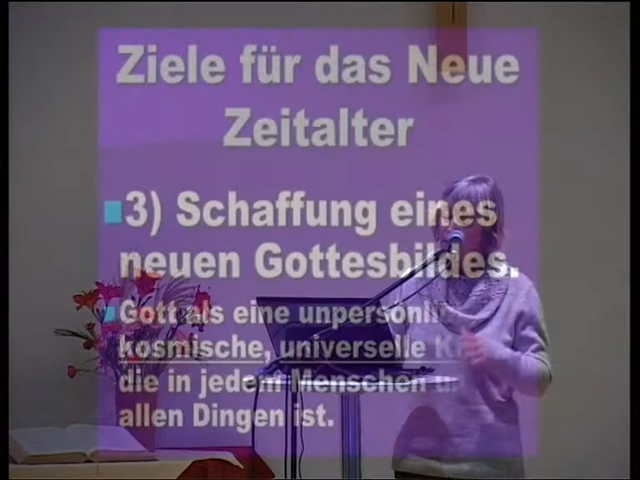 Ziele für das Neue
Zeitalter
3) Schaffung eines
neuen Gottesbildes.
Gott als eine unpersönli
kosmische, universelle K
die in jedem Menschen
allen Dingen ist.